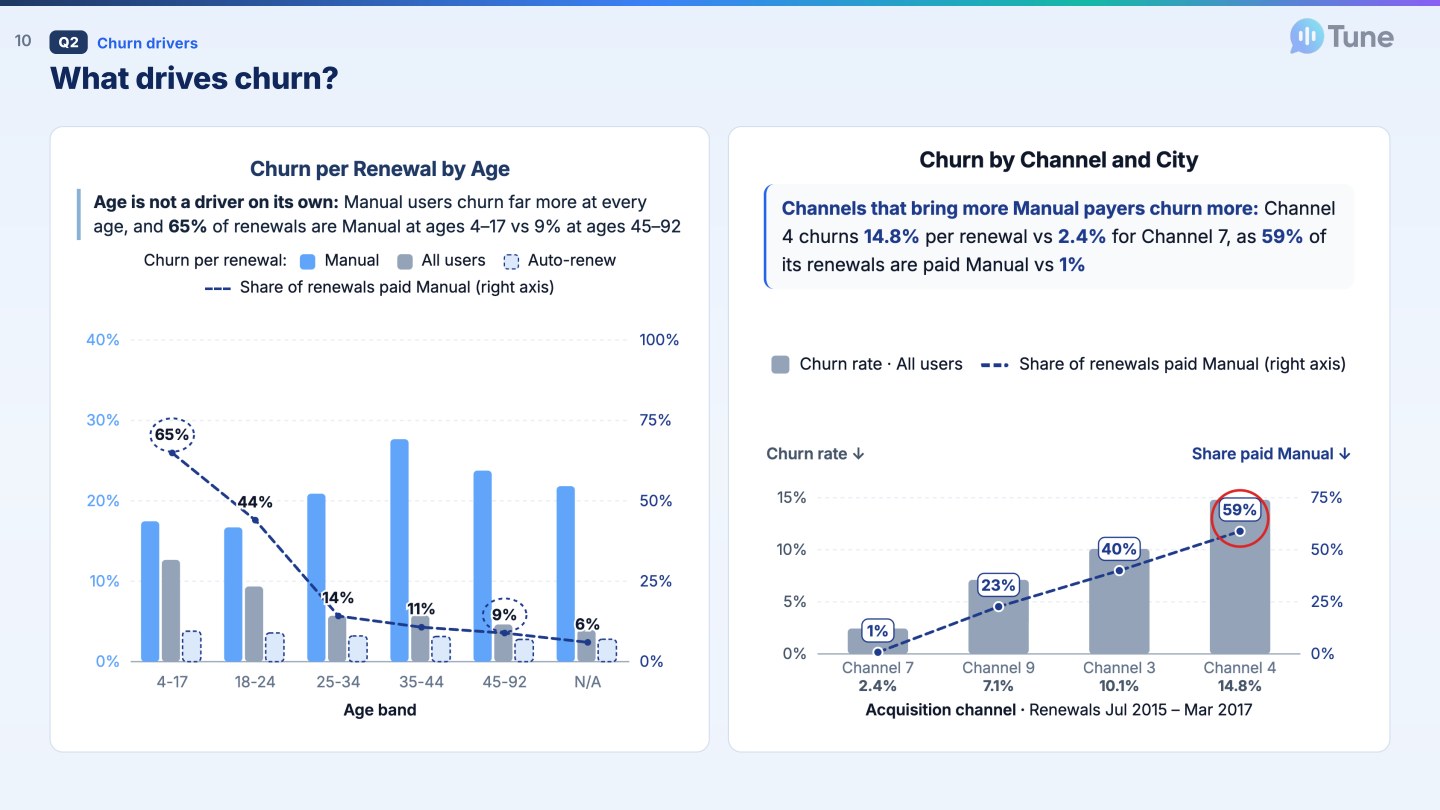 10
Q2
Churn drivers
Tune
What drives churn?
Churn per Renewal by Age
Age is not a driver on its own: Manual users churn far more at every
age, and 65% of renewals are Manual at ages 4–17 vs 9% at ages 45–92
Churn per renewal: Manual All users Auto-renew
Share of renewals paid Manual (right axis)
40% 100%
30% 75%
65%
20% 50%
44%
10% 25%
14%
11%
9%
6%
0% 0%
4-17 18-24 25-34 35-44 45-92 N/A
Age band
Churn by Channel and City
Channels that bring more Manual payers churn more: Channel
4 churns 14.8% per renewal vs 2.4% for Channel 7, as 59% of
its renewals are paid Manual vs 1%
Churn rate · All users Share of renewals paid Manual (right axis)
Churn rate ↓ Share paid Manual ↓
15% 75%
59%
10% 50%
40%
23%
5% 25%
1%
0% 0%
Channel 7 Channel 9 Channel 3 Channel 4
2.4% 7.1% 10.1% 14.8%
Acquisition channel · Renewals Jul 2015 – Mar 2017